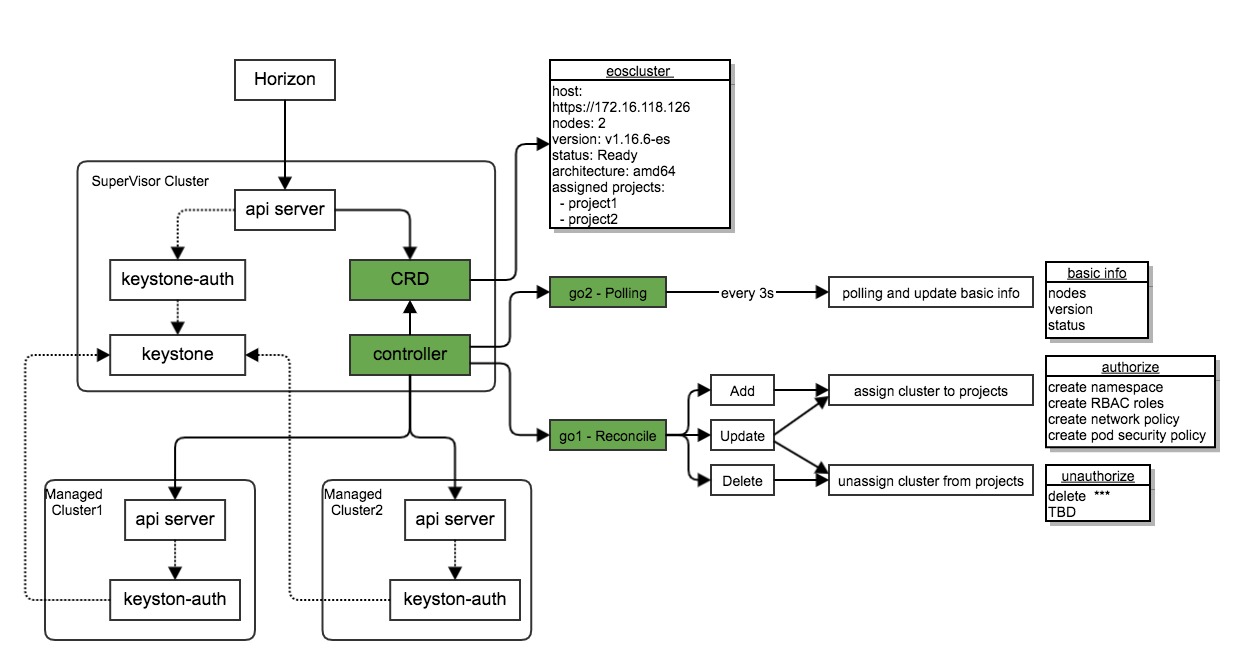 Horizon
SuperVisor Cluster
api server
keystone-auth
CRD
keystone
controller
Managed
Cluster1
api server
keyston-auth
Managed
Cluster2
api server
keyston-auth
eoscluster
host:
https://172.16.118.126
nodes: 2
version: v1.16.6-es
status: Ready
architecture: amd64
assigned projects:
- project1
- project2
go2 - Polling
every 3s
polling and update basic info
basic info
nodes
version
status
go1 - Reconcile
Add
Update
Delete
assign cluster to projects
unassign cluster from projects
authorize
create namespace
create RBAC roles
create network policy
create pod security policy
unauthorize
delete ***
TBD